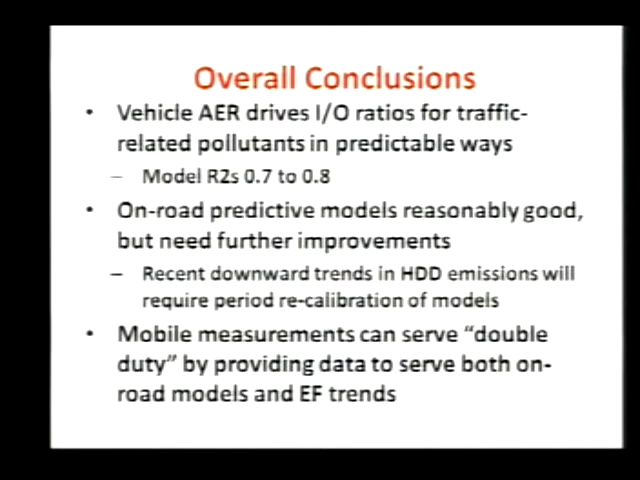 Overall Conclusions
• Vehicle AER drives I/O ratios for traffic-
related pollutants in predictable ways
– Model R2s 0.7 to 0.8
• On-road predictive models reasonably good,
but need further improvements
– Recent downward trends in HDD emissions will
require period re-calibration of models
• Mobile measurements can serve “double
duty” by providing data to serve both on-
road models and EF trends